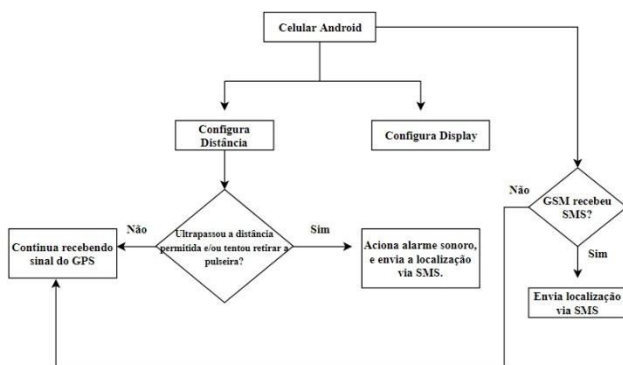 Celular Android
Configura
Distância
Configura Display
Não
GSM recebeu
SMS?
Não
Ultrapassou a distância
permitida e/ou tentou retirar a
pulseira?
Sim
Continua recebendo
sinal do GPS
Aciona alarme sonoro,
e envia a localização
via SMS.
Sim
Envia localização
via SMS